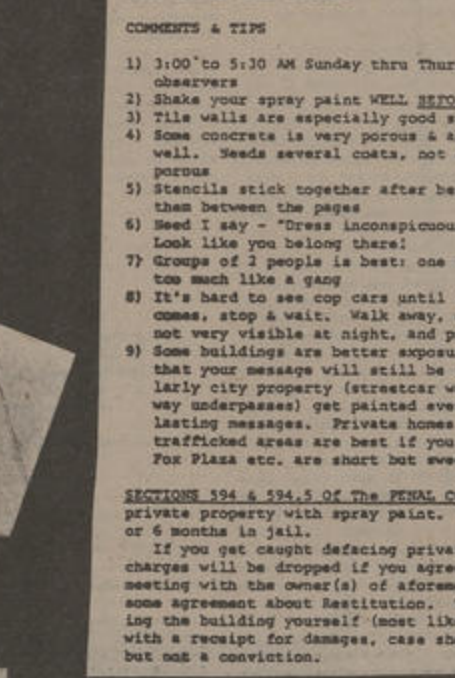 COMMENTS & TIPS
1) 3:00 to 5:30 AM Sunday thru Thur
observers
2) Shake your spray paint WELL BEFO
3) Tile walls are especially good s
4) Some concrete is very porous & a
well. Needs several coats, not
porous
5) Stencils stick together after be
them between the pages
6) Need I say - "Dress inconspicuou
Look like you belong there!
7) Groups of 2 people is best: one
too much like a gang
8) It's hard to see cop cars until
comes, stop & wait. Walk away,
not very visible at night, and p
9) Some buildings are better exposu
that your message will still be
larly city property (streetcar w
way underpasses) get painted eve
lasting messages. Private homes
trafficked areas are best if you
Fox Plaza etc. are short but swe
SECTIONS 594 & 594.5 Of The PENAL C
private property with spray paint.
or 6 months in jail.
If you get caught defacing priva
charges will be dropped if you agre
meeting with the owner(s) of aforem
some agreement about Restitution.
ing the building yourself (most lik
with a receipt for damages, case sh
but not a conviction.